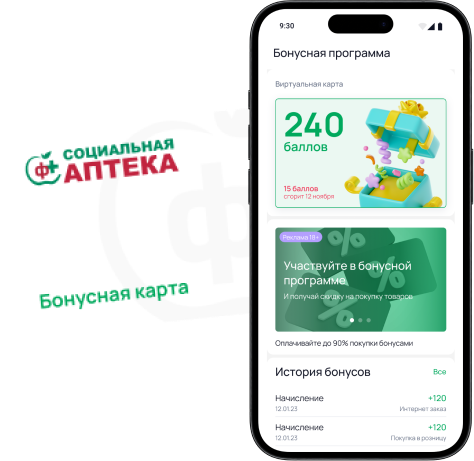 СОЦИАЛЬНАЯ
АПТЕКА
Бонусная карта
9:30
Бонусная программа
Виртуальная карта
240
баллов
15 баллов
сгорит 12 ноября
Реклама 18+
Участвуйте в бонусной
программе
И получай скидку на покупку товаров
Оплачивайте до 90% покупки бонусами
История бонусов
Все
Начисление
+120
12.01.23
Интернет заказ
Начисление
+120
12.01.23
Покупка в розницу